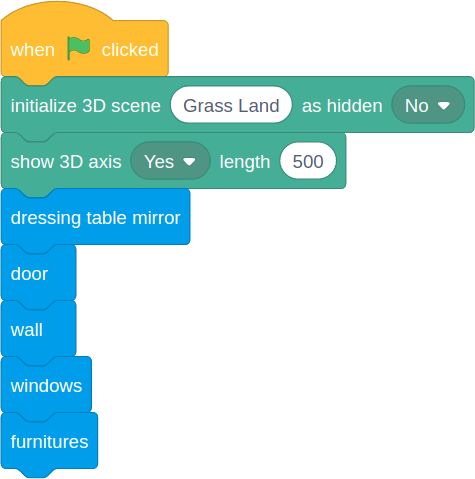 when clicked
initialize 3D scene Grass Land as hidden No
show 3D axis Yes length 500
dressing table mirror
door
wall
windows
furnitures